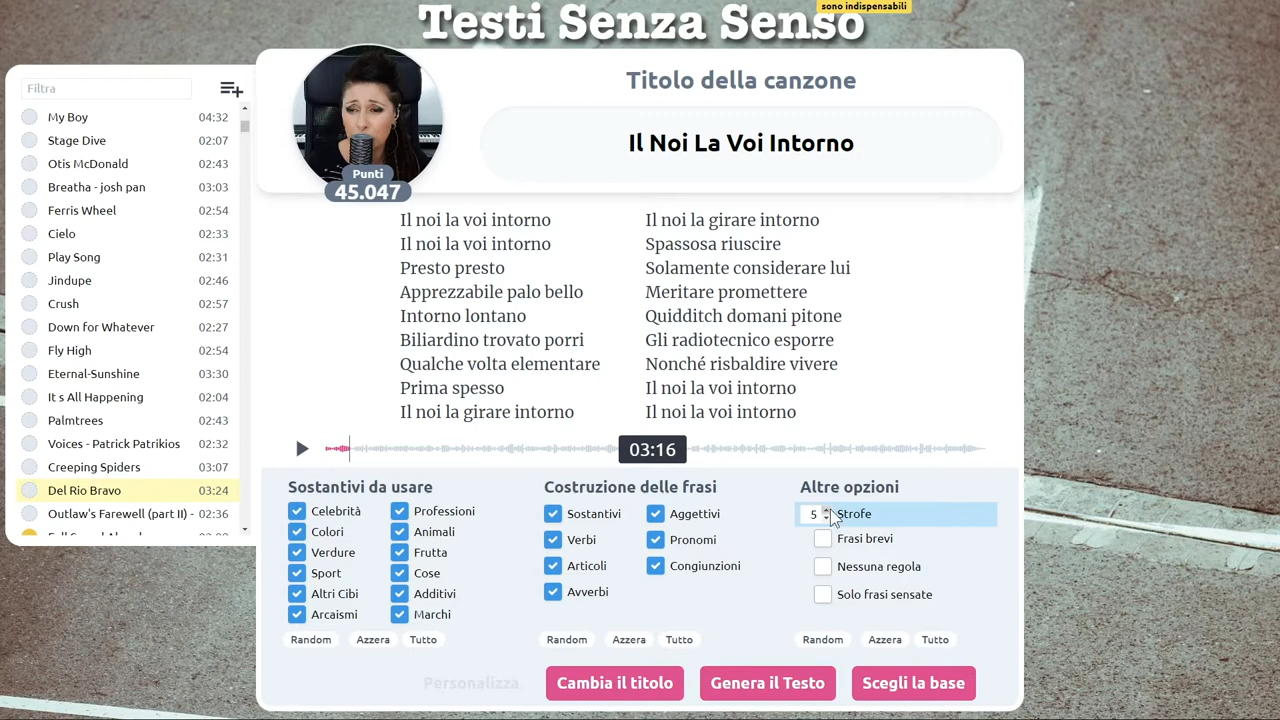 sono indispensabili
Testi Senza Senso
Filtra
My Boy 04:32
Stage Dive 02:07
Otis McDonald 02:43
Breatha - josh pan 03:03
Ferris Wheel 02:54
Cielo 02:33
Play Song 02:31
Jindupe 02:46
Crush 02:57
Down for Whatever 02:27
Fly High 02:54
Eternal-Sunshine 03:30
It s All Happening 02:04
Palmtrees 02:43
Voices - Patrick Patrikios 02:32
Creeping Spiders 03:07
Del Rio Bravo 03:24
Outlaw's Farewell (part II) - 02:36
Punti
45.047
Titolo della canzone
Il Noi La Voi Intorno
Il noi la voi intorno
Il noi la voi intorno
Presto presto
Apprezzabile palo bello
Intorno lontano
Biliardino trovato porri
Qualche volta elementare
Prima spesso
Il noi la girare intorno
Il noi la girare intorno
Spassosa riuscire
Solamente considerare lui
Meritare promettere
Quidditch domani pitone
Gli radiotecnico esporre
Nonché risbaldire vivere
Il noi la voi intorno
Il noi la voi intorno
03:16
Sostantivi da usare
Celebrità Professioni
Colori Animali
Verdure Frutta
Sport Cose
Altri Cibi Additivi
Arcaismi Marchi
Random Azzera Tutto
Costruzione delle frasi
Sostantivi Aggettivi
Verbi Pronomi
Articoli Congiunzioni
Avverbi
Random Azzera Tutto
Altre opzioni
5 Strofe
Frasi brevi
Nessuna regola
Solo frasi sensate
Random Azzera Tutto
Personalizza
Cambia il titolo
Genera il Testo
Scegli la base